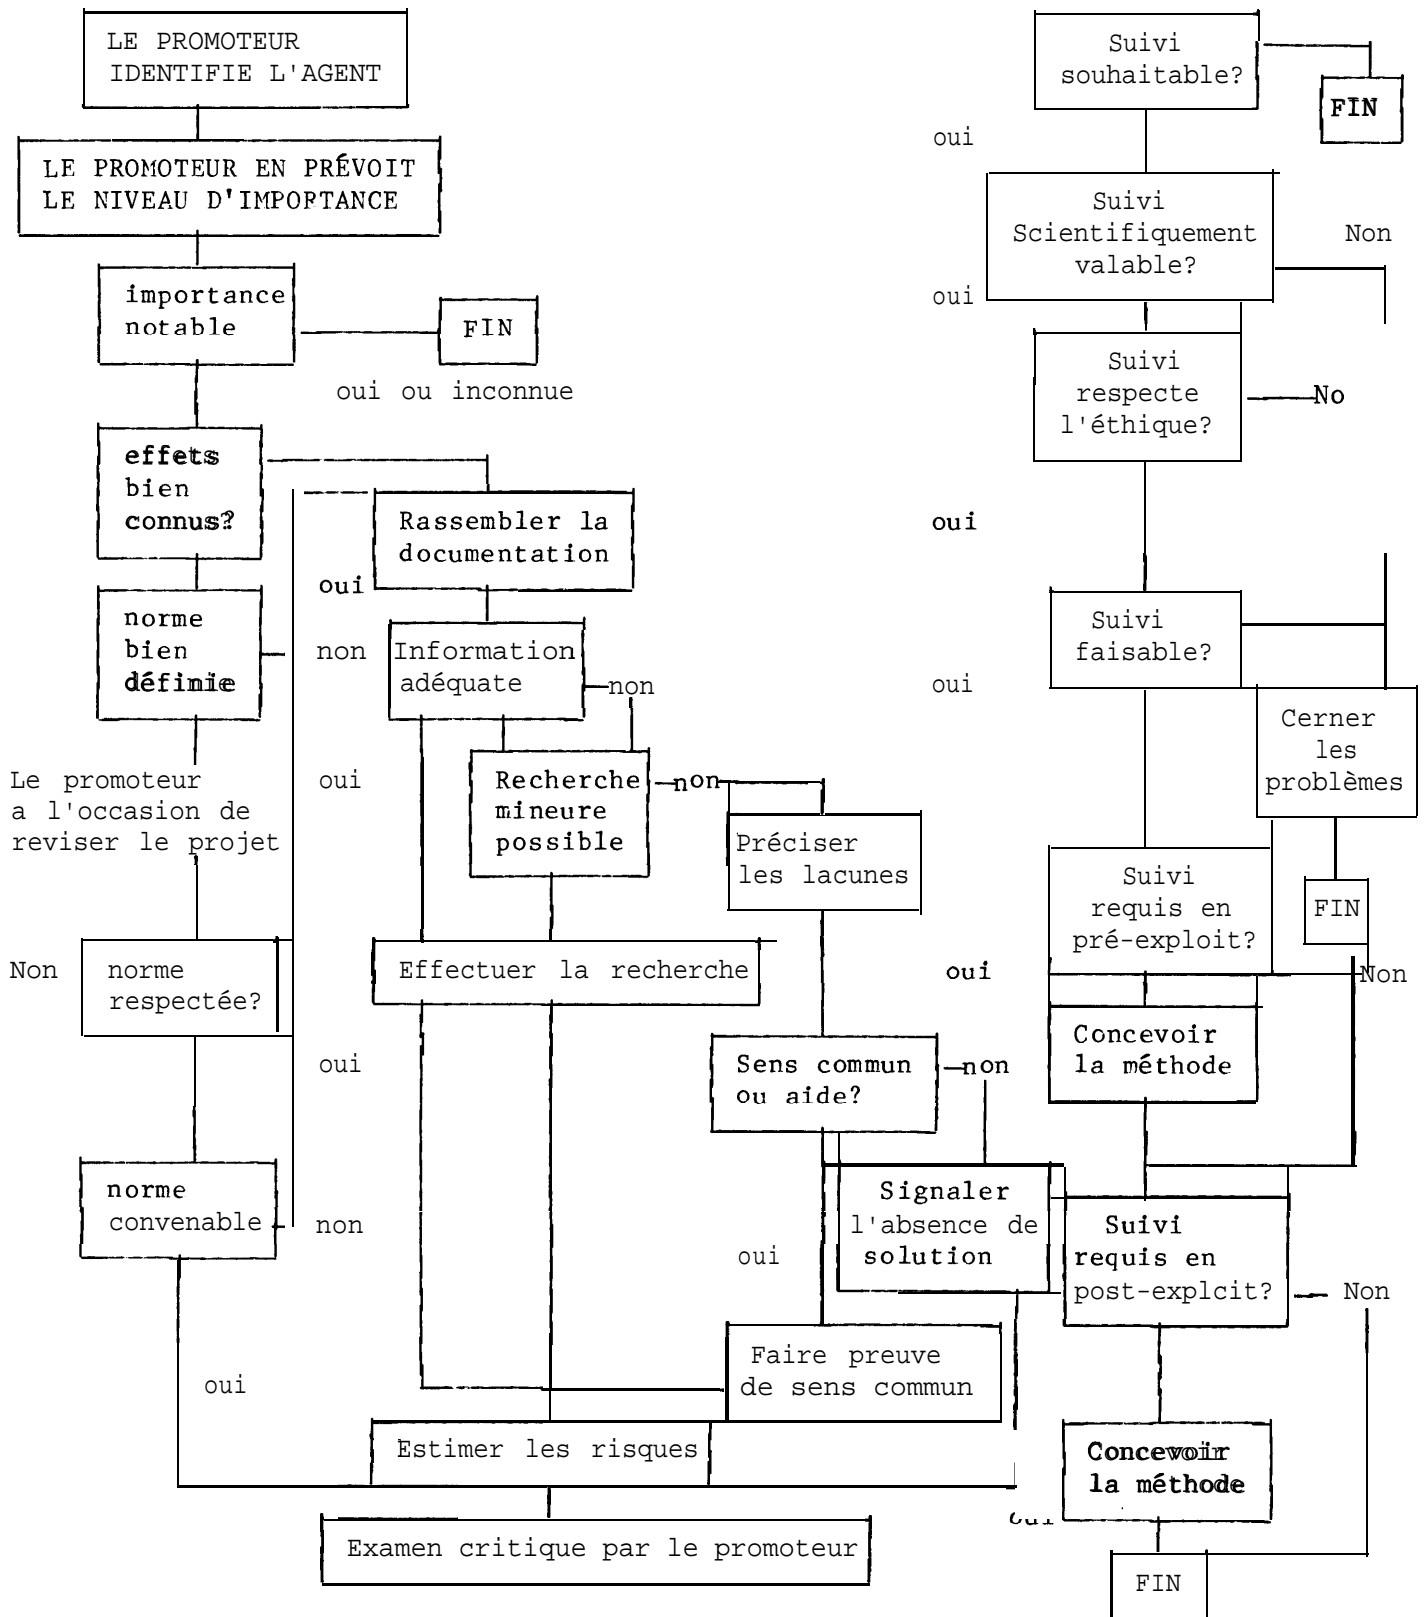 LE PROMOTEUR
IDENTIFIE L'AGENT
LE PROMOTEUR EN PRÉVOIT
LE NIVEAU D'IMPORTANCE
importance
notable
FIN
oui ou inconnue
effets
bien
connus?
Rassembler la
documentation
oui
norme
bien
définie
non
Information
adéquate
non
Le promoteur
a l'occasion de
reviser le projet
oui
Recherche
mineure
possible
non
Préciser
les lacunes
Non
norme
respectée?
Effectuer la recherche
oui
Sens commun
ou aide?
non
norme
convenable
non
Signaler
l'absence de
solution
oui
oui
Faire preuve
de sens commun
Estimer les risques
Examen critique par le promoteur
Suivi
souhaitable?
FIN
oui
Suivi
Scientifiquement
valable?
Non
oui
Suivi
respecte
l'éthique?
No
oui
Suivi
faisable?
oui
Cerner
les
problèmes
Suivi
requis en
pré-exploit?
FIN
oui
Non
Concevoir
la méthode
Suivi
requis en
post-explcit?
Non
Concevoir
la méthode
oui
FIN